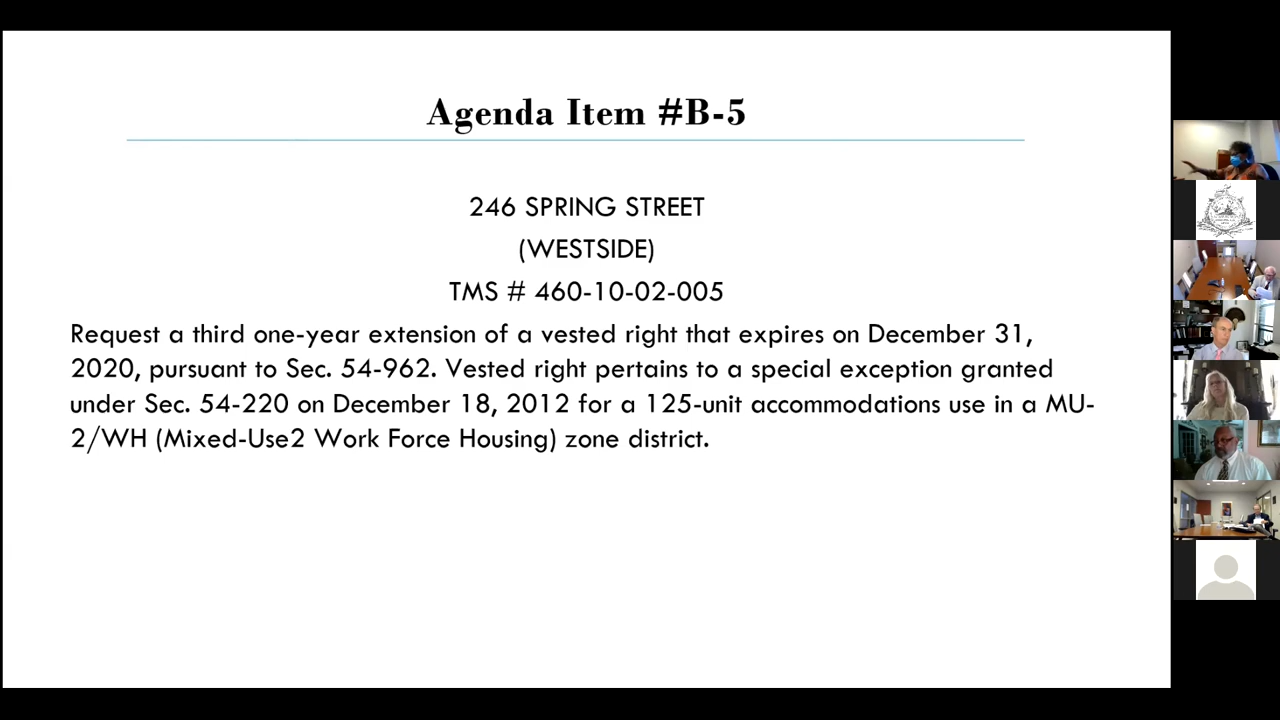 Agenda Item #B-5
246 SPRING STREET
(WESTSIDE)
TMS # 460-10-02-005
Request a third one-year extension of a vested right that expires on December 31,
2020, pursuant to Sec. 54-962. Vested right pertains to a special exception granted
under Sec. 54-220 on December 18, 2012 for a 125-unit accommodations use in a MU-
2/WH (Mixed-Use2 Work Force Housing) zone district.